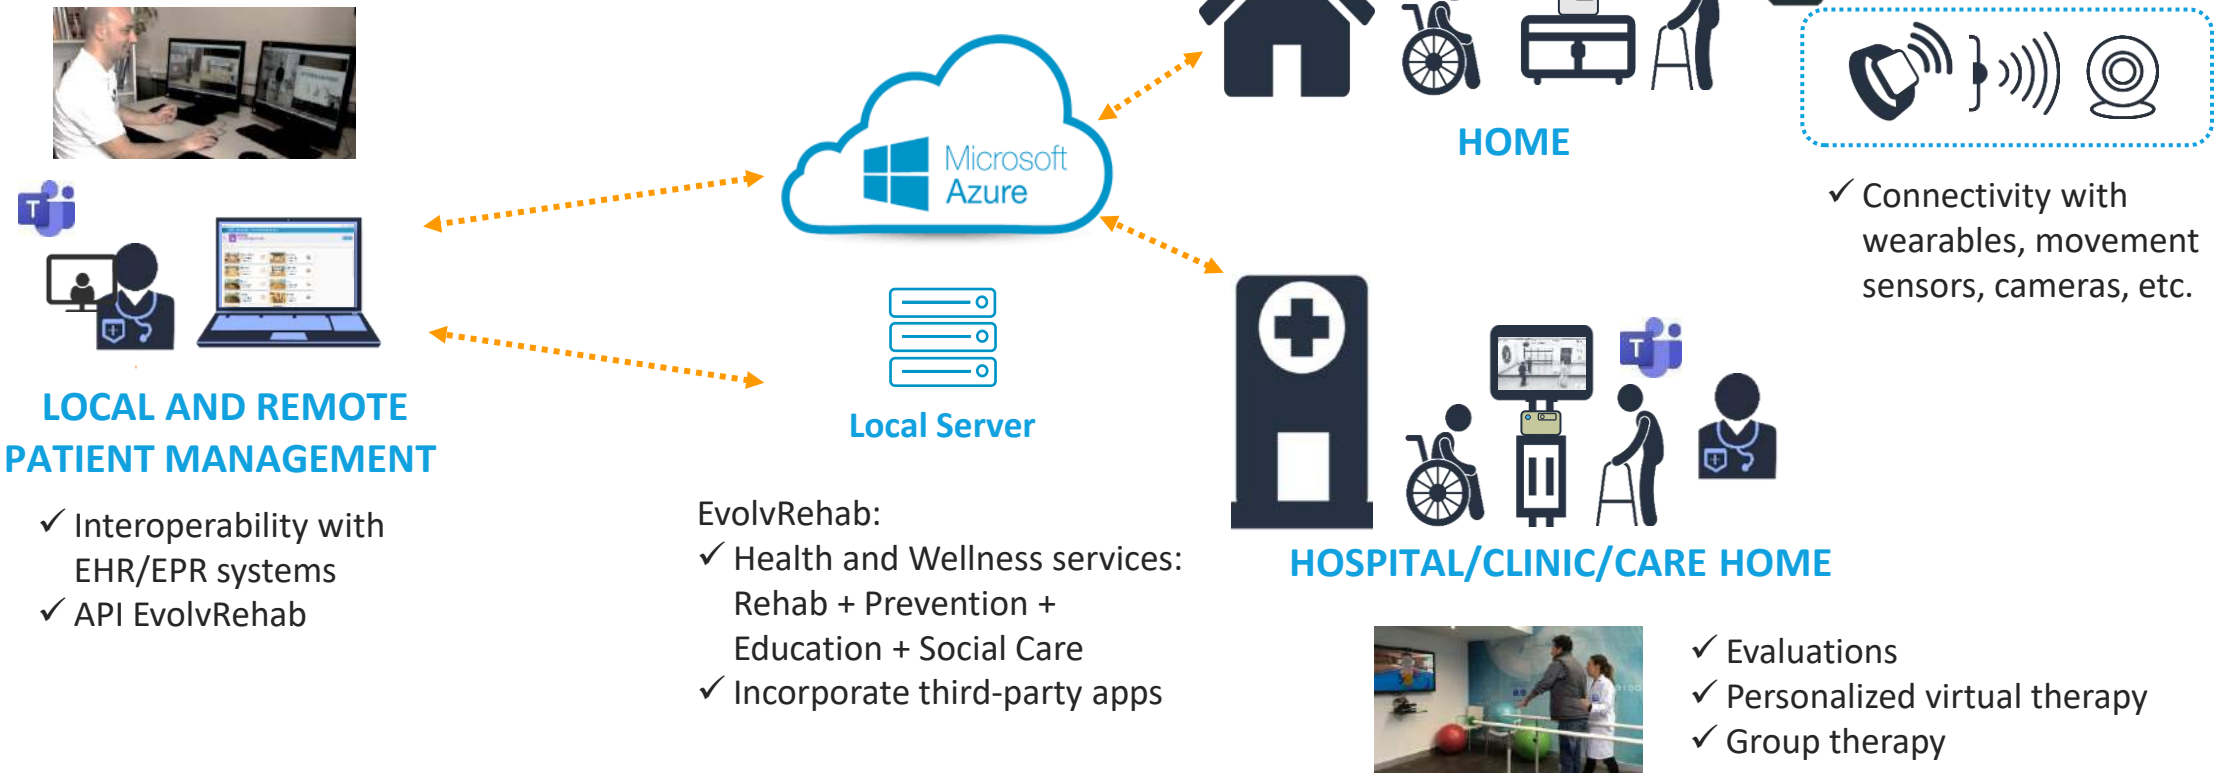 Microsoft
Azure
HOME
✓ Connectivity with
wearables, movement
sensors, cameras, etc.
T
T
LOCAL AND REMOTE
PATIENT MANAGEMENT
✓ Interoperability with
EHR/EPR systems
✓ API EvolvRehab
Local Server
EvolvRehab:
✓ Health and Wellness services:
Rehab + Prevention +
Education + Social Care
✓ Incorporate third-party apps
HOSPITAL/CLINIC/CARE HOME
✓ Evaluations
✓ Personalized virtual therapy
✓ Group therapy